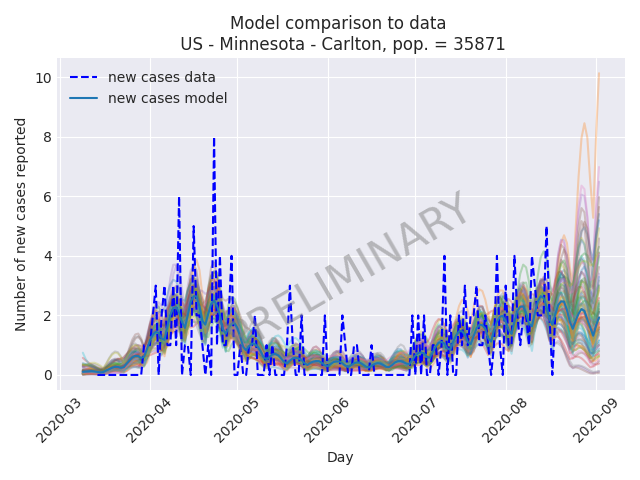 Model comparison to data
US - Minnesota - Carlton, pop. = 35871
new cases data
new cases model
Number of new cases reported
10
8
6
4
2
0
PRELIMINARY
2020-03
2020-04
2020-05
2020-06
2020-07
2020-08
2020-09
Day